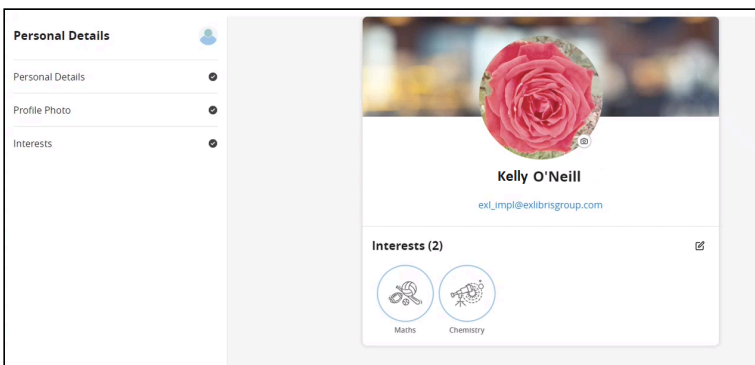 Personal Details
Personal Details
Profile Photo
Interests
Kelly O'Neill
exl_impl@exlibrisgroup.com
Interests (2)
Maths
Chemistry